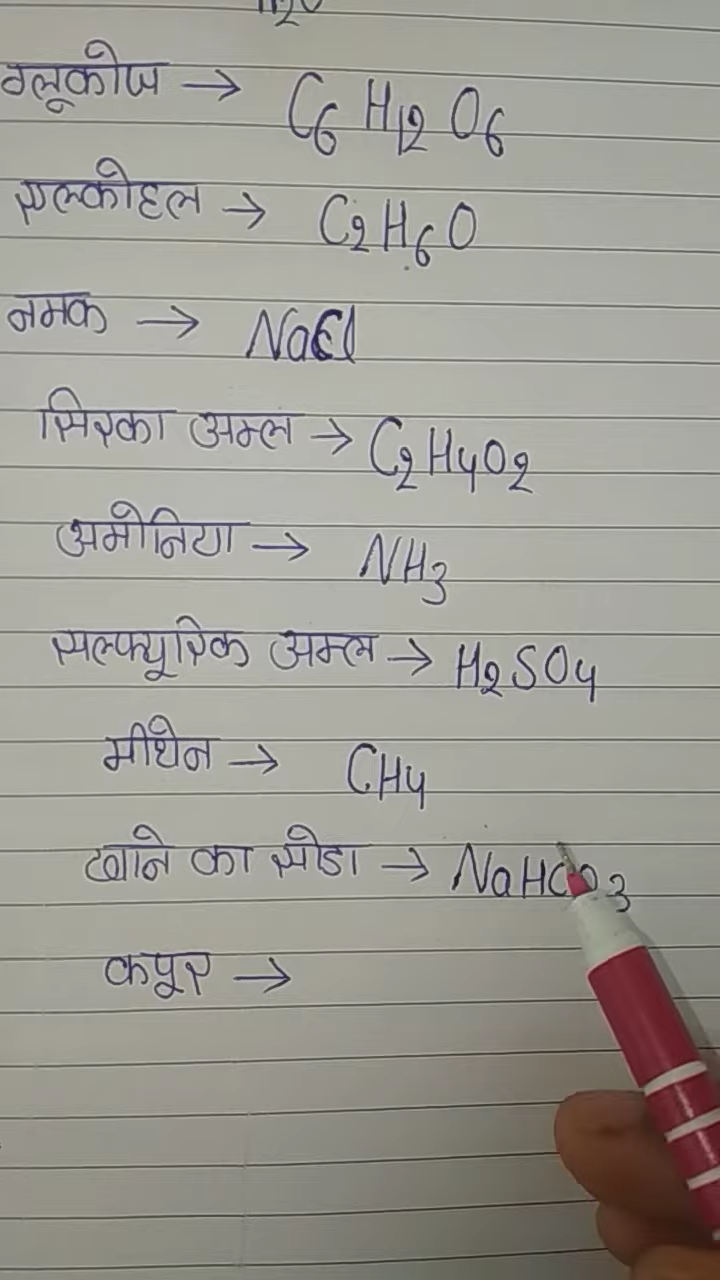 ग्लूकोज → C6H12O6
एल्कोहल → C2H6O
नमक → NaCl
सिरका अम्ल → C2H4O2
अमोनिया → NH3
सल्फ्यूरिक अम्ल → H2SO4
मीथेन → CH4
खाने का सोडा → NaHCO3
कपूर →